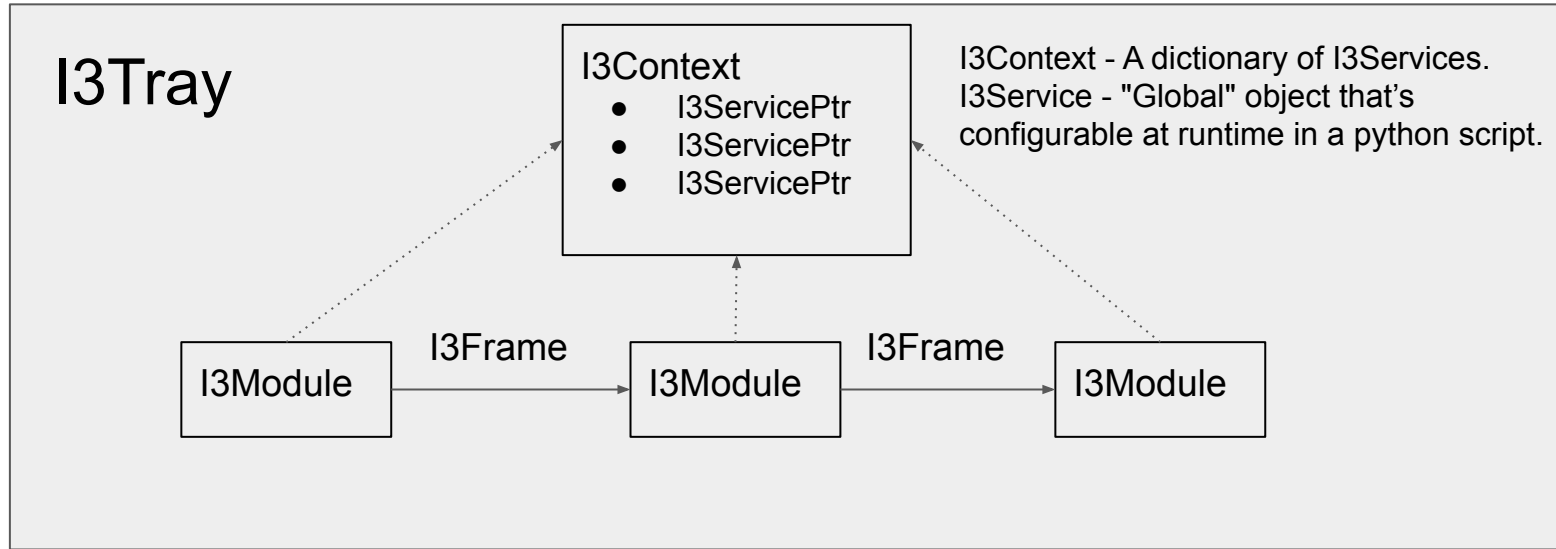 I3Tray
I3Context
● I3ServicePtr
● I3ServicePtr
● I3ServicePtr
I3Context - A dictionary of I3Services.
I3Service - "Global" object that’s
configurable at runtime in a python script.
I3Module
I3Frame
I3Module
I3Frame
I3Module